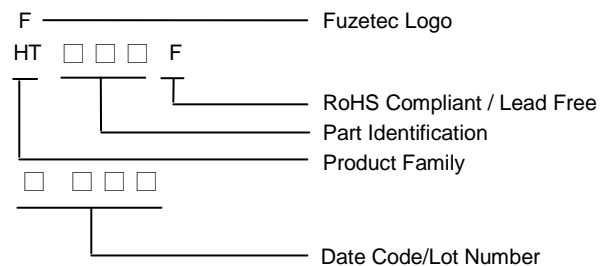 F Fuzetec Logo
HT □ □ □ F
RoHS Compliant / Lead Free
Part Identification
Product Family
□ □ □ □
Date Code/Lot Number